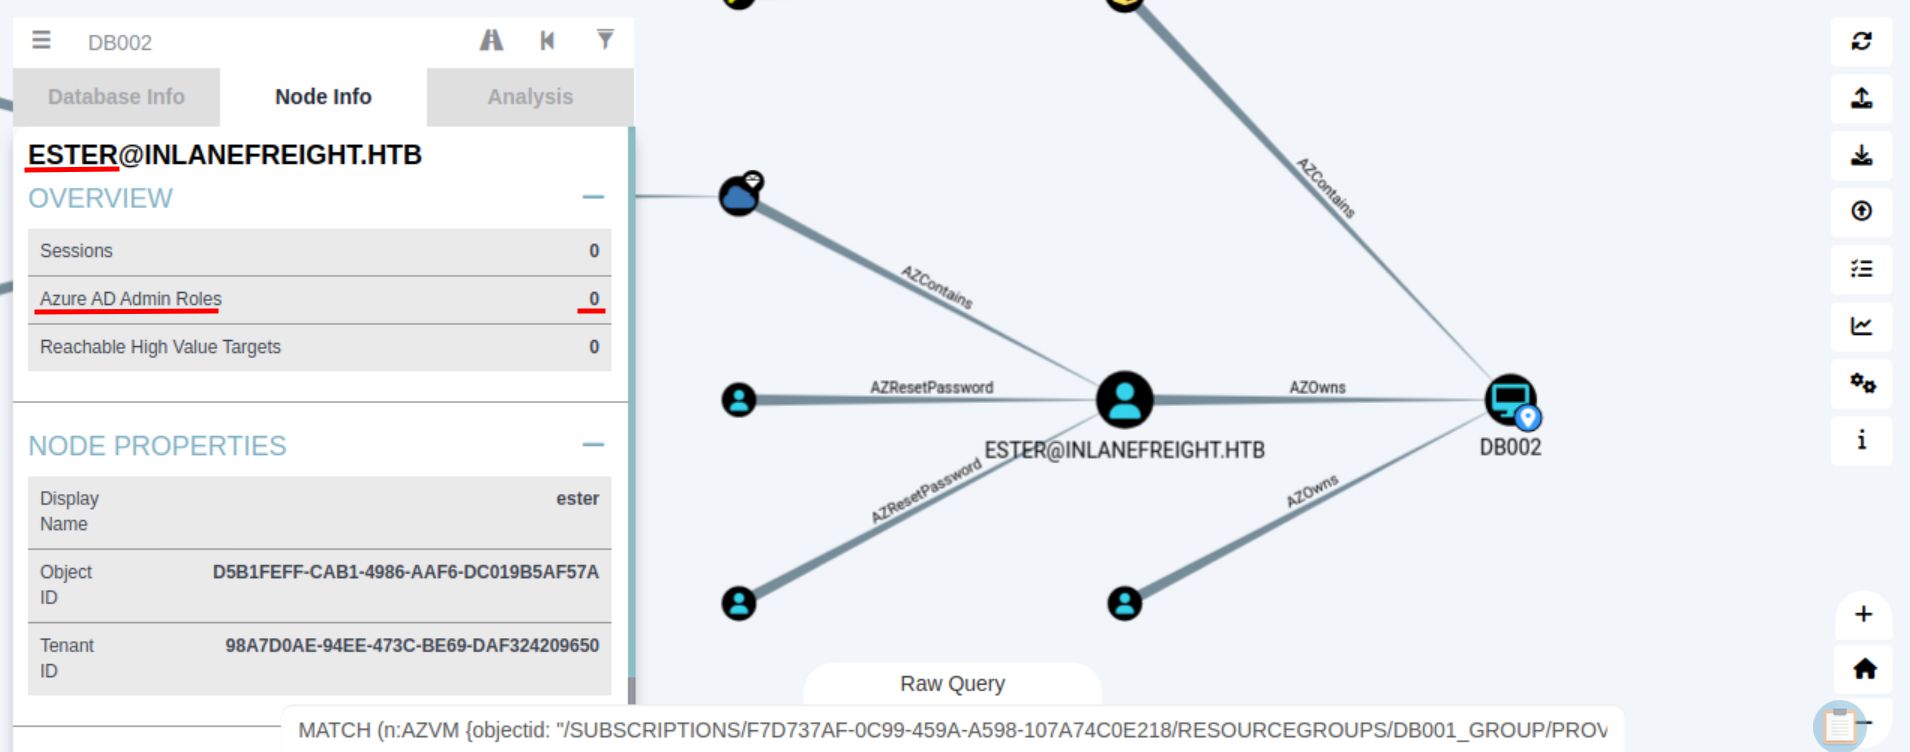 DB002
Database Info
Node Info
Analysis
ESTER@INLANEFREIGHT.HTB
OVERVIEW
Sessions 0
Azure AD Admin Roles 0
Reachable High Value Targets 0
NODE PROPERTIES
Display Name ester
Object ID D5B1FEFF-CAB1-4986-AAF6-DC019B5AF57A
Tenant ID 98A7D0AE-94EE-473C-BE69-DAF324209650
AZContains
AZContains
AZResetPassword
AZOwns
ESTER@INLANEFREIGHT.HTB
DB002
AZResetPassword
AZOwns
Raw Query
MATCH (n:AZVM {objectid: "/SUBSCRIPTIONS/F7D737AF-0C99-459A-A598-107A74C0E218/RESOURCEGROUPS/DB001_GROUP/PROV